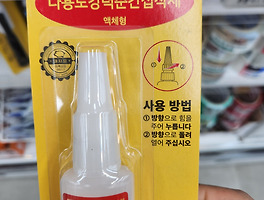 다용도강력순간접착제
액체형
사용 방법
① 방향으로 힘을
주어 누릅니다
② 방향으로 돌려
열어 주십시오